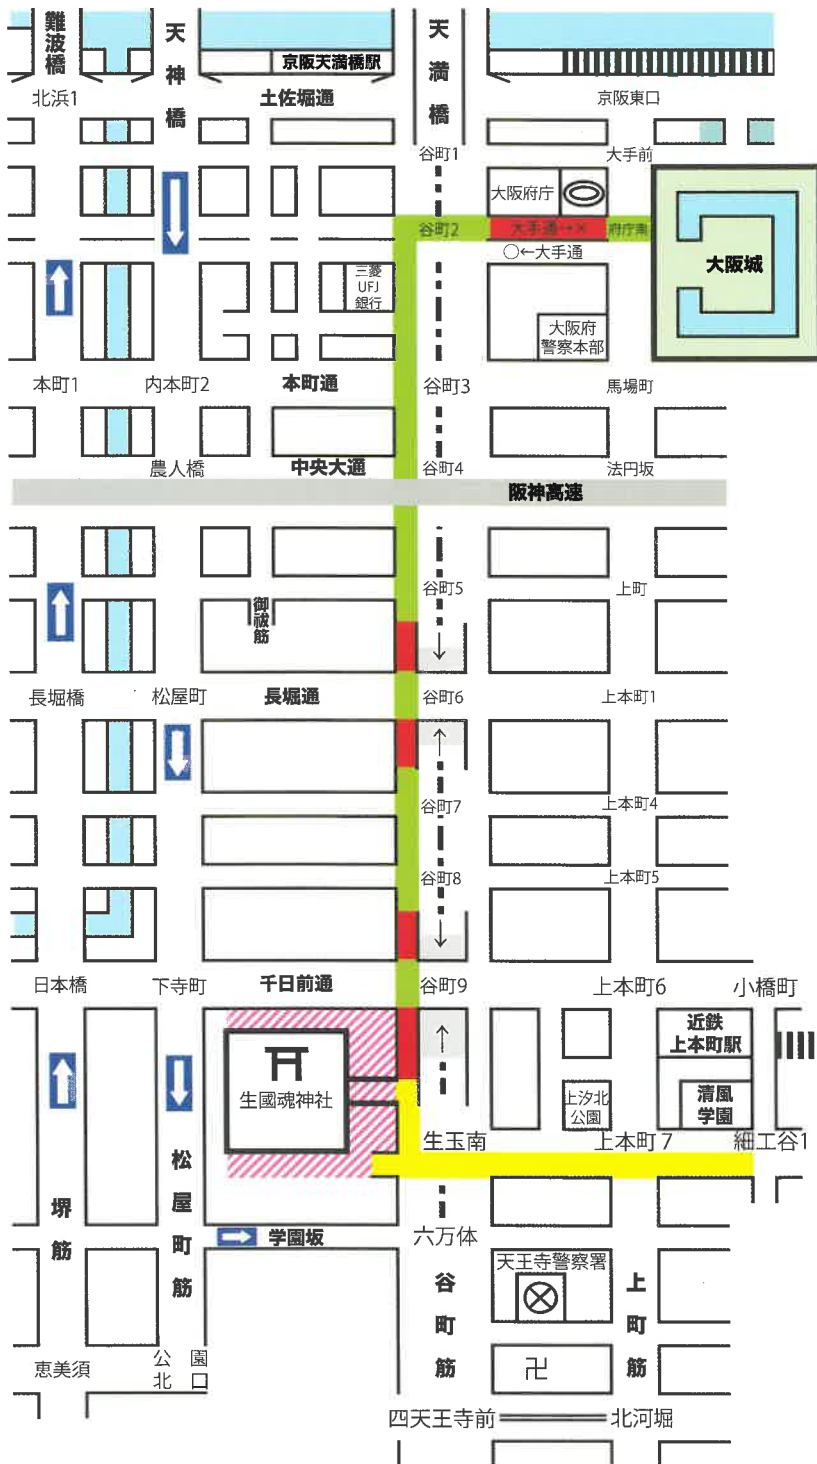 難波橋
天神橋
天満橋
京阪天満橋駅
北浜1
土佐堀通
京阪東口
谷町1
大手前
大阪府庁
谷町2
大手通→×
府庁南
○←大手通
大阪城
三菱
UFJ
銀行
大阪府
警察本部
本町1
内本町2
本町通
谷町3
馬場町
農人橋
中央大通
谷町4
法円坂
阪神高速
谷町5
上町
御祓筋
長堀橋
松屋町
長堀通
谷町6
上本町1
谷町7
上本町4
谷町8
上本町5
日本橋
下寺町
千日前通
谷町9
上本町6
小橋町
近鉄
上本町駅
生國魂神社
上汐北
公園
清風
学園
生玉南
上本町7
細工谷1
堺筋
松屋町筋
学園坂
六万体
天王寺警察署
谷町筋
上町筋
恵美須
公園
北口
卍
四天王寺前
北河堀